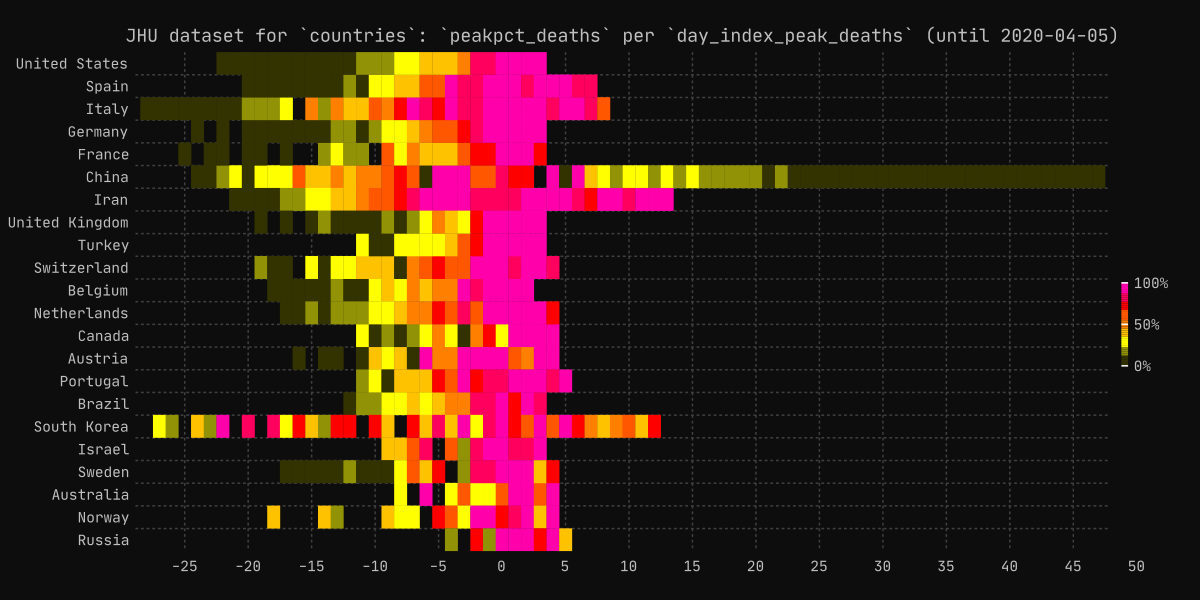 JHU dataset for `countries`: `peakpct_deaths` per `day_index_peak_deaths` (until 2020-04-05)
United States
Spain
Italy
Germany
France
China
Iran
United Kingdom
Turkey
Switzerland
Belgium
Netherlands
Canada
Austria
Portugal
Brazil
South Korea
Israel
Sweden
Australia
Norway
Russia
100%
50%
0%
-25 -20 -15 -10 -5 0 5 10 15 20 25 30 35 40 45 50